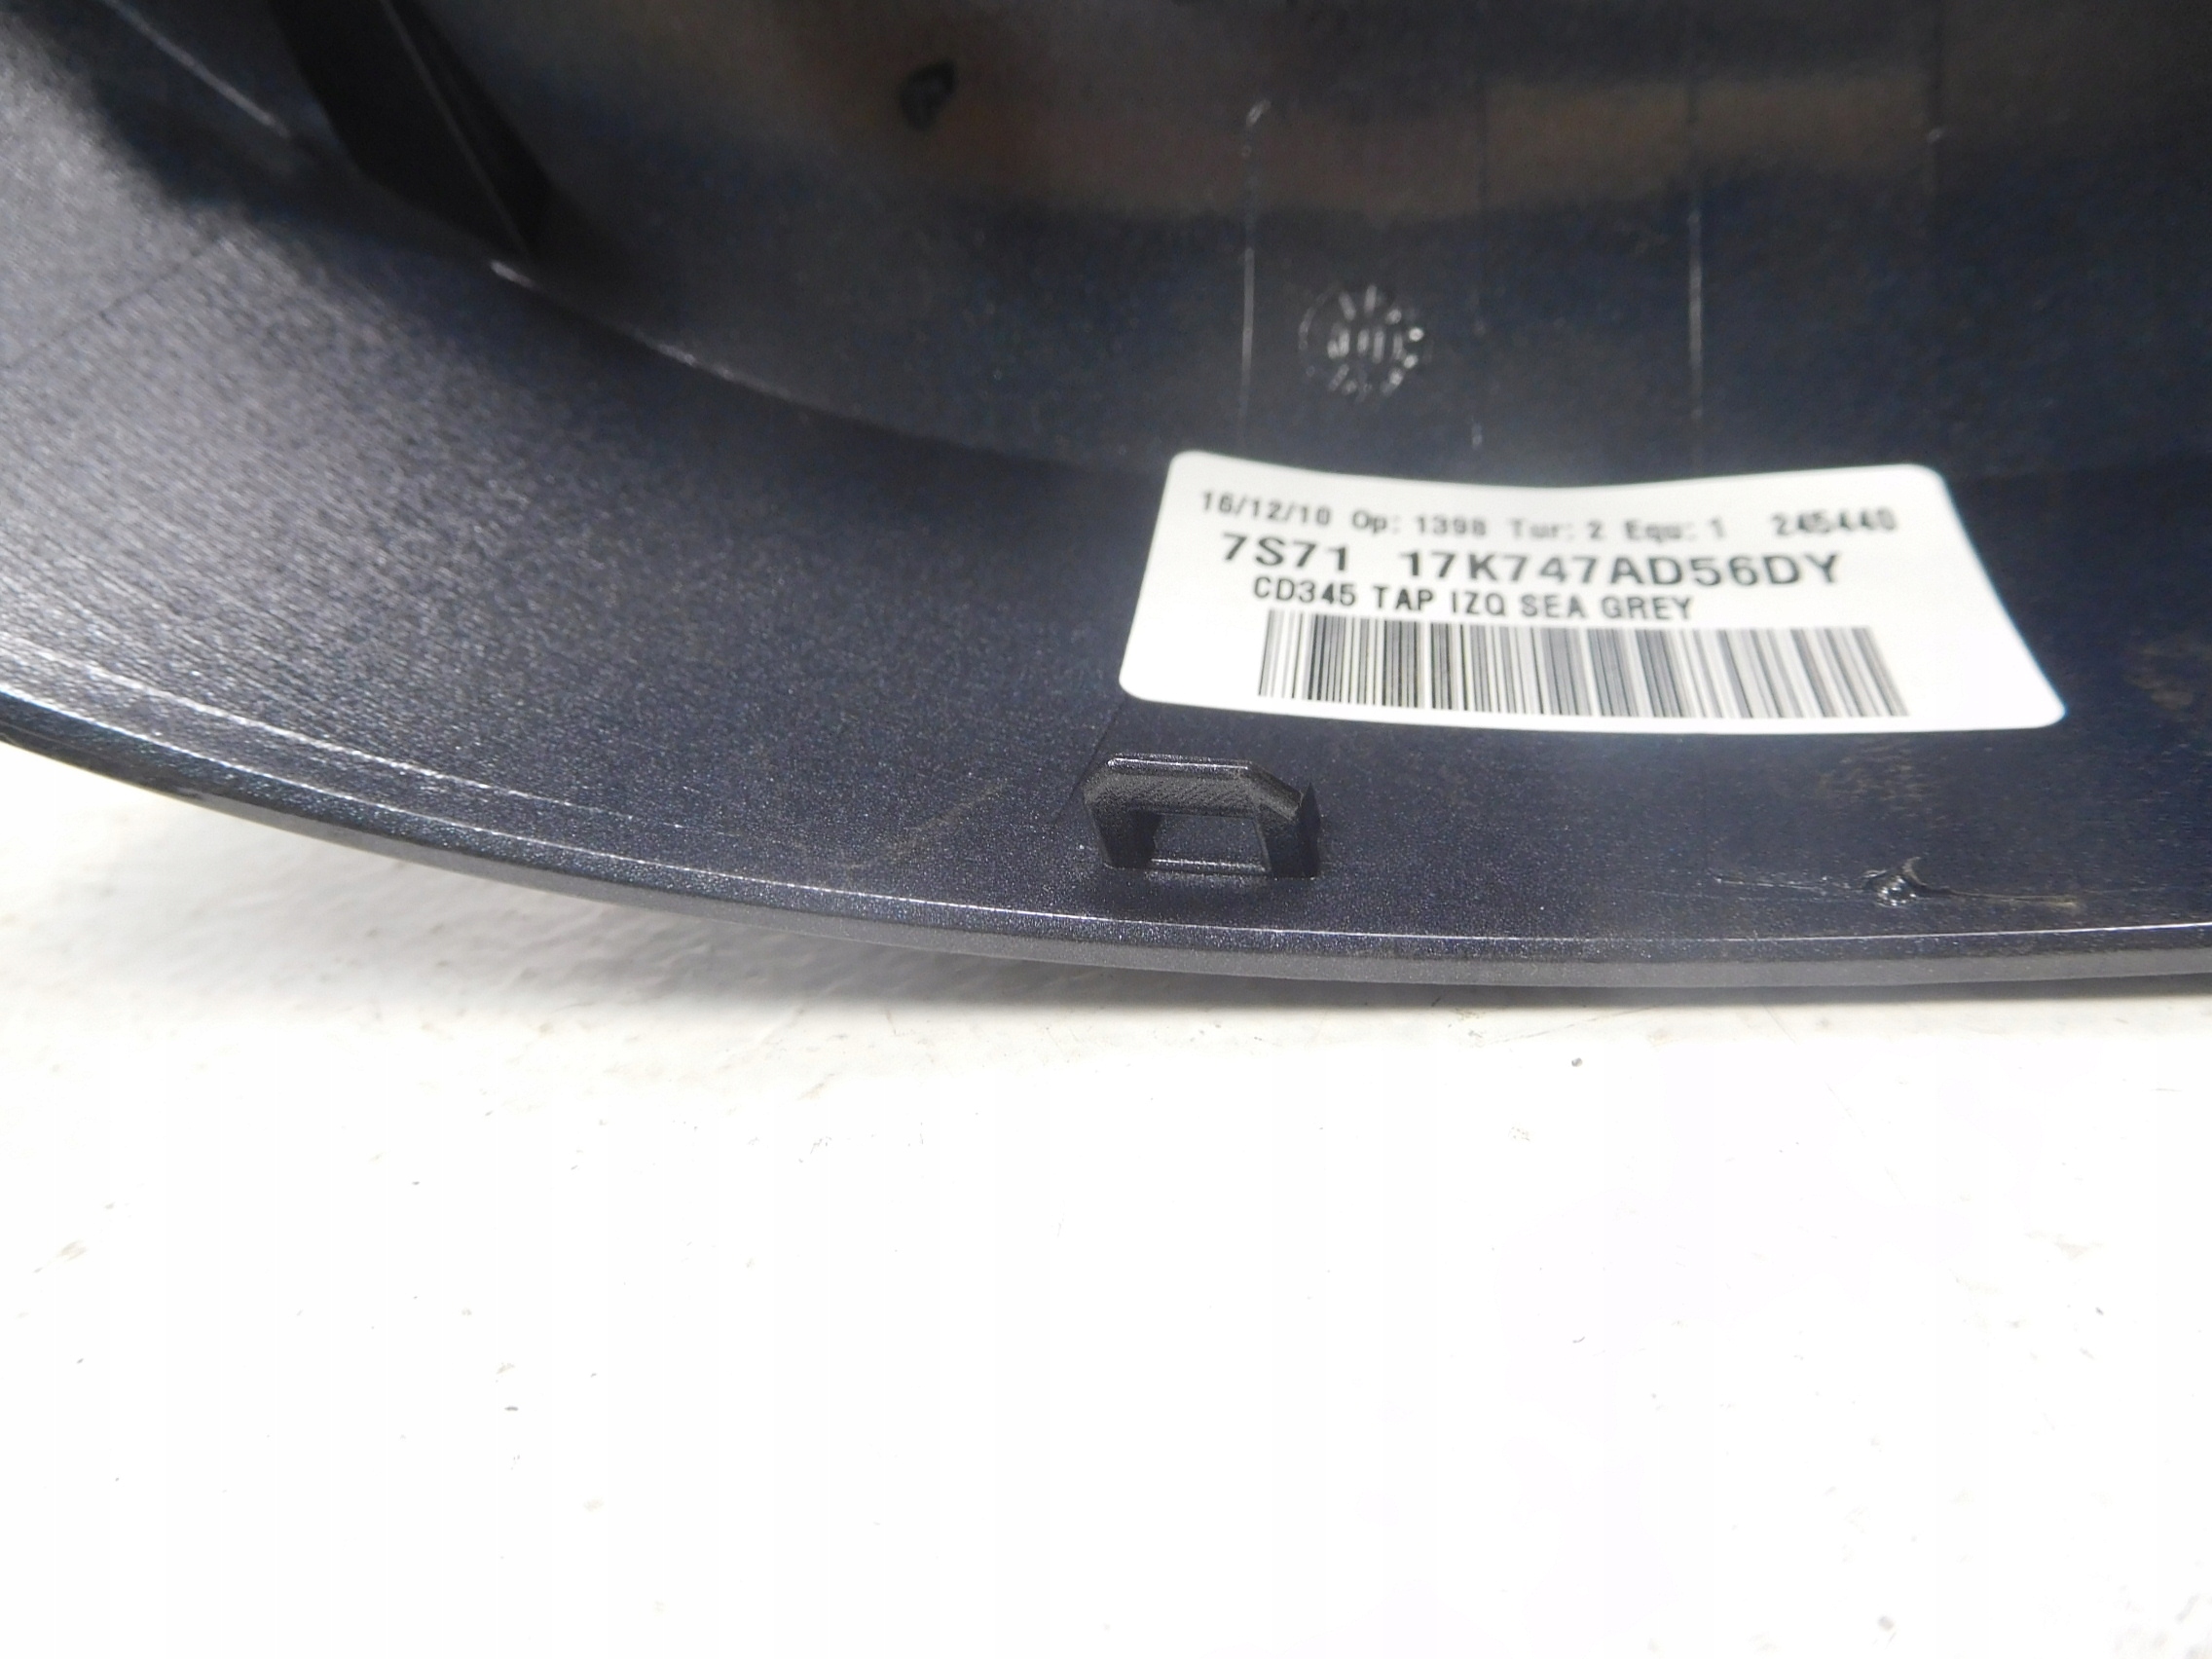 16/12/10 Op: 1398 Tur: 2 Equ: 1 245440
7S71 17K747AD56DY
CD345 TAP IZQ SEA GREY